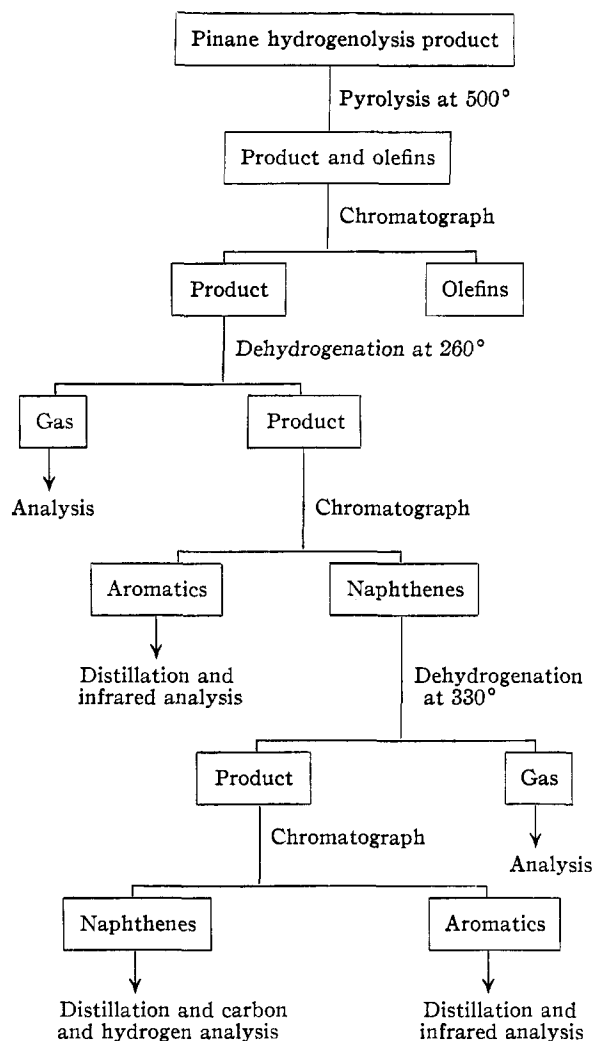 Pinane hydrogenolysis product
Pyrolysis at 500°
Product and olefins
Chromatograph
Product
Olefins
Dehydrogenation at 260°
Gas
Product
Analysis
Chromatograph
Aromatics
Naphthenes
Distillation and
infrared analysis
Dehydrogenation
at 330°
Product
Gas
Chromatograph
Analysis
Naphthenes
Aromatics
Distillation and carbon
and hydrogen analysis
Distillation and
infrared analysis